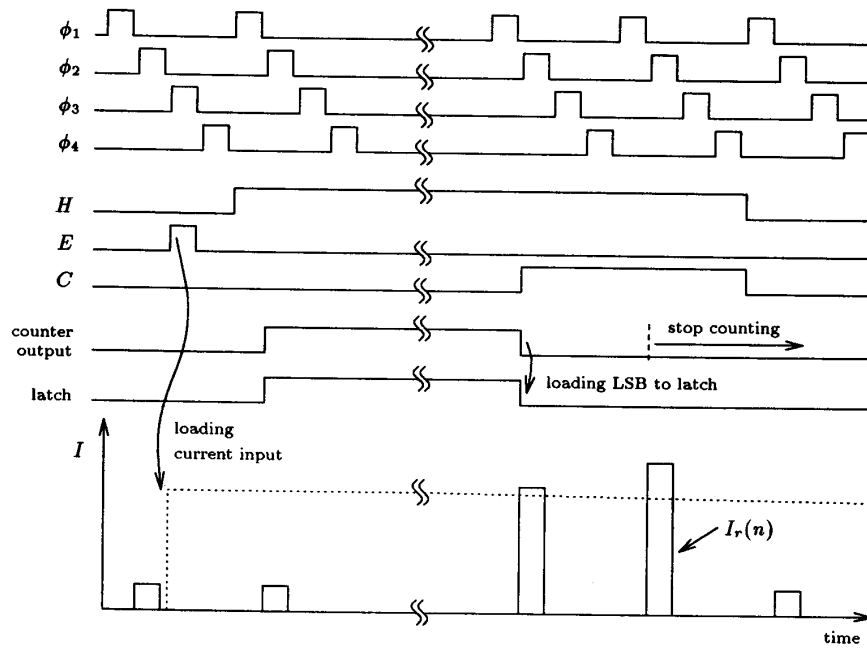 ϕ₁
ϕ₂
ϕ₃
ϕ₄
H
E
C
counter
output
stop counting
loading LSB to latch
latch
loading
current input
I
Iᵣ(n)
time